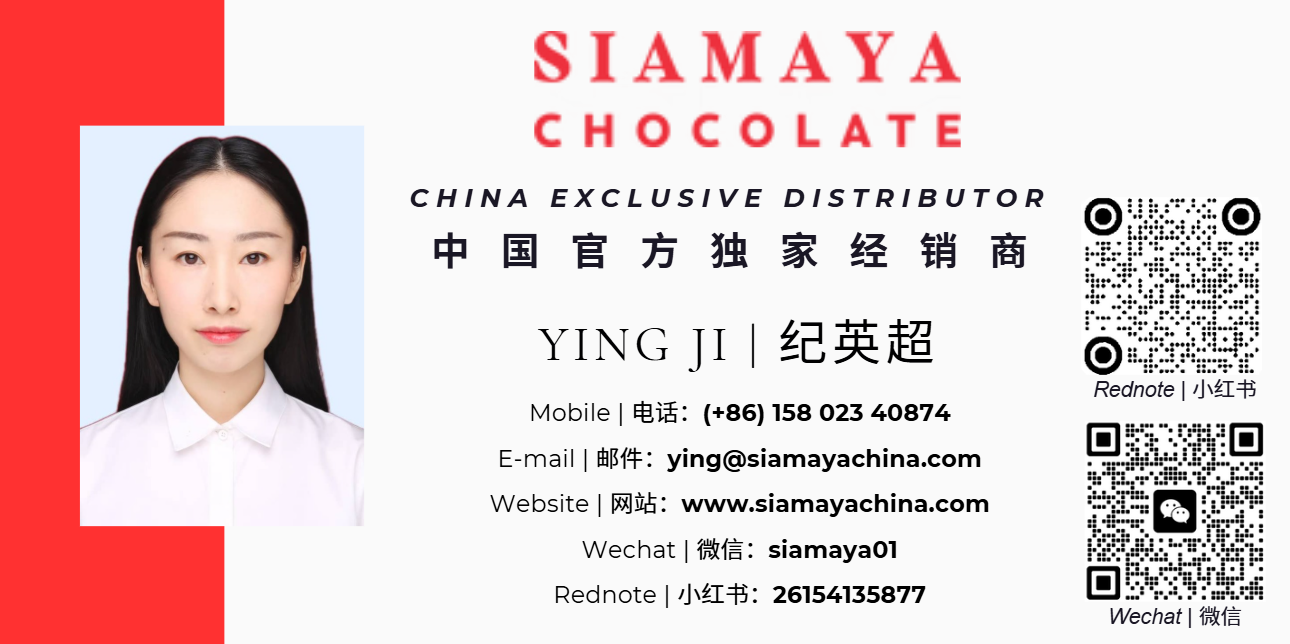 SIAMAYA
CHOCOLATE
CHINA EXCLUSIVE DISTRIBUTOR
中国官方独家经销商
YING JI | 纪英超
Mobile | 电话：(+86) 158 023 40874
E-mail | 邮件：ying@siamayachina.com
Website | 网站：www.siamayachina.com
Wechat | 微信：siamaya01
Rednote | 小红书：26154135877
Rednote | 小红书
Wechat | 微信